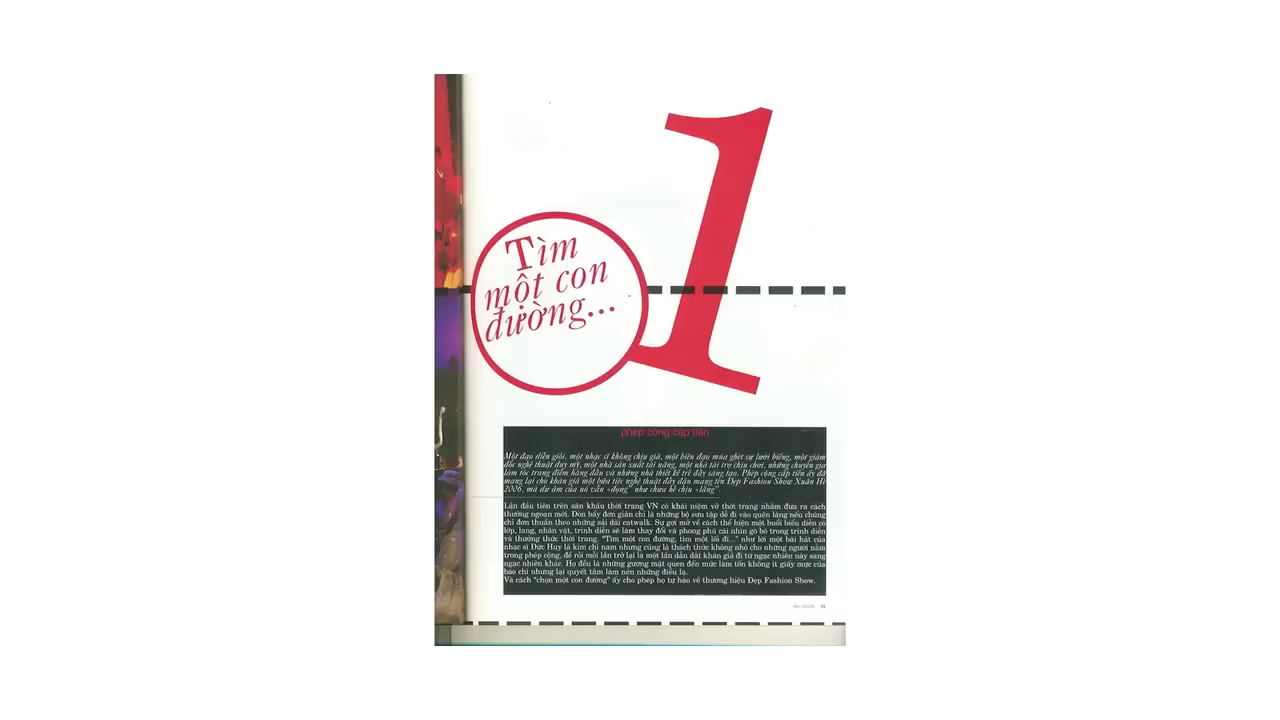 1
Tìm
một con
đường...
phép cộng cấp tiến
Một đạo diễn giỏi, một nhạc sĩ không chịu già, một biên đạo múa ghét sự lười biếng, một giám
đốc nghệ thuật duy mỹ, một nhà sản xuất tài năng, một nhà tài trợ chịu chơi, những chuyên gia
làm tóc trang điểm hàng đầu và những nhà thiết kế trẻ đầy sáng tạo. Phép cộng cấp tiến ấy đã
mang lại cho khán giả một bữa tiệc nghệ thuật đầy đặn mang tên Đẹp Fashion Show Xuân Hè
2006, mà dư âm của nó vẫn «đọng" như chưa hề chịu «lắng".
Lần đầu tiên trên sân khấu thời trang VN có khái niệm vở thời trang nhằm đưa ra cách
thưởng ngoạn mới. Đòn bẩy đơn giản chỉ là những bộ sưu tập dễ đi vào quên lãng nếu chúng
chỉ đơn thuần theo những sải dài catwalk. Sự gợi mở về cách thể hiện một buổi biểu diễn có
lớp, lang, nhân vật, trình diễn sẽ làm thay đổi và phong phú cái nhìn gò bó trong trình diễn
và thưởng thức thời trang. "Tìm một con đường, tìm một lối đi..." như lời một bài hát của
nhạc sĩ Đức Huy là kim chỉ nam nhưng cũng là thách thức không nhỏ cho những người nằm
trong phép cộng, để rồi mỗi lần trở lại là một lần dẫn dắt khán giả đi từ ngạc nhiên này sang
ngạc nhiên khác. Họ đều là những gương mặt quen đến mức làm tốn không ít giấy mực của
báo chí nhưng lại quyết tâm làm nên những điều lạ.
Và cách "chọn một con đường" ấy cho phép họ tự hào về thương hiệu Đẹp Fashion Show.